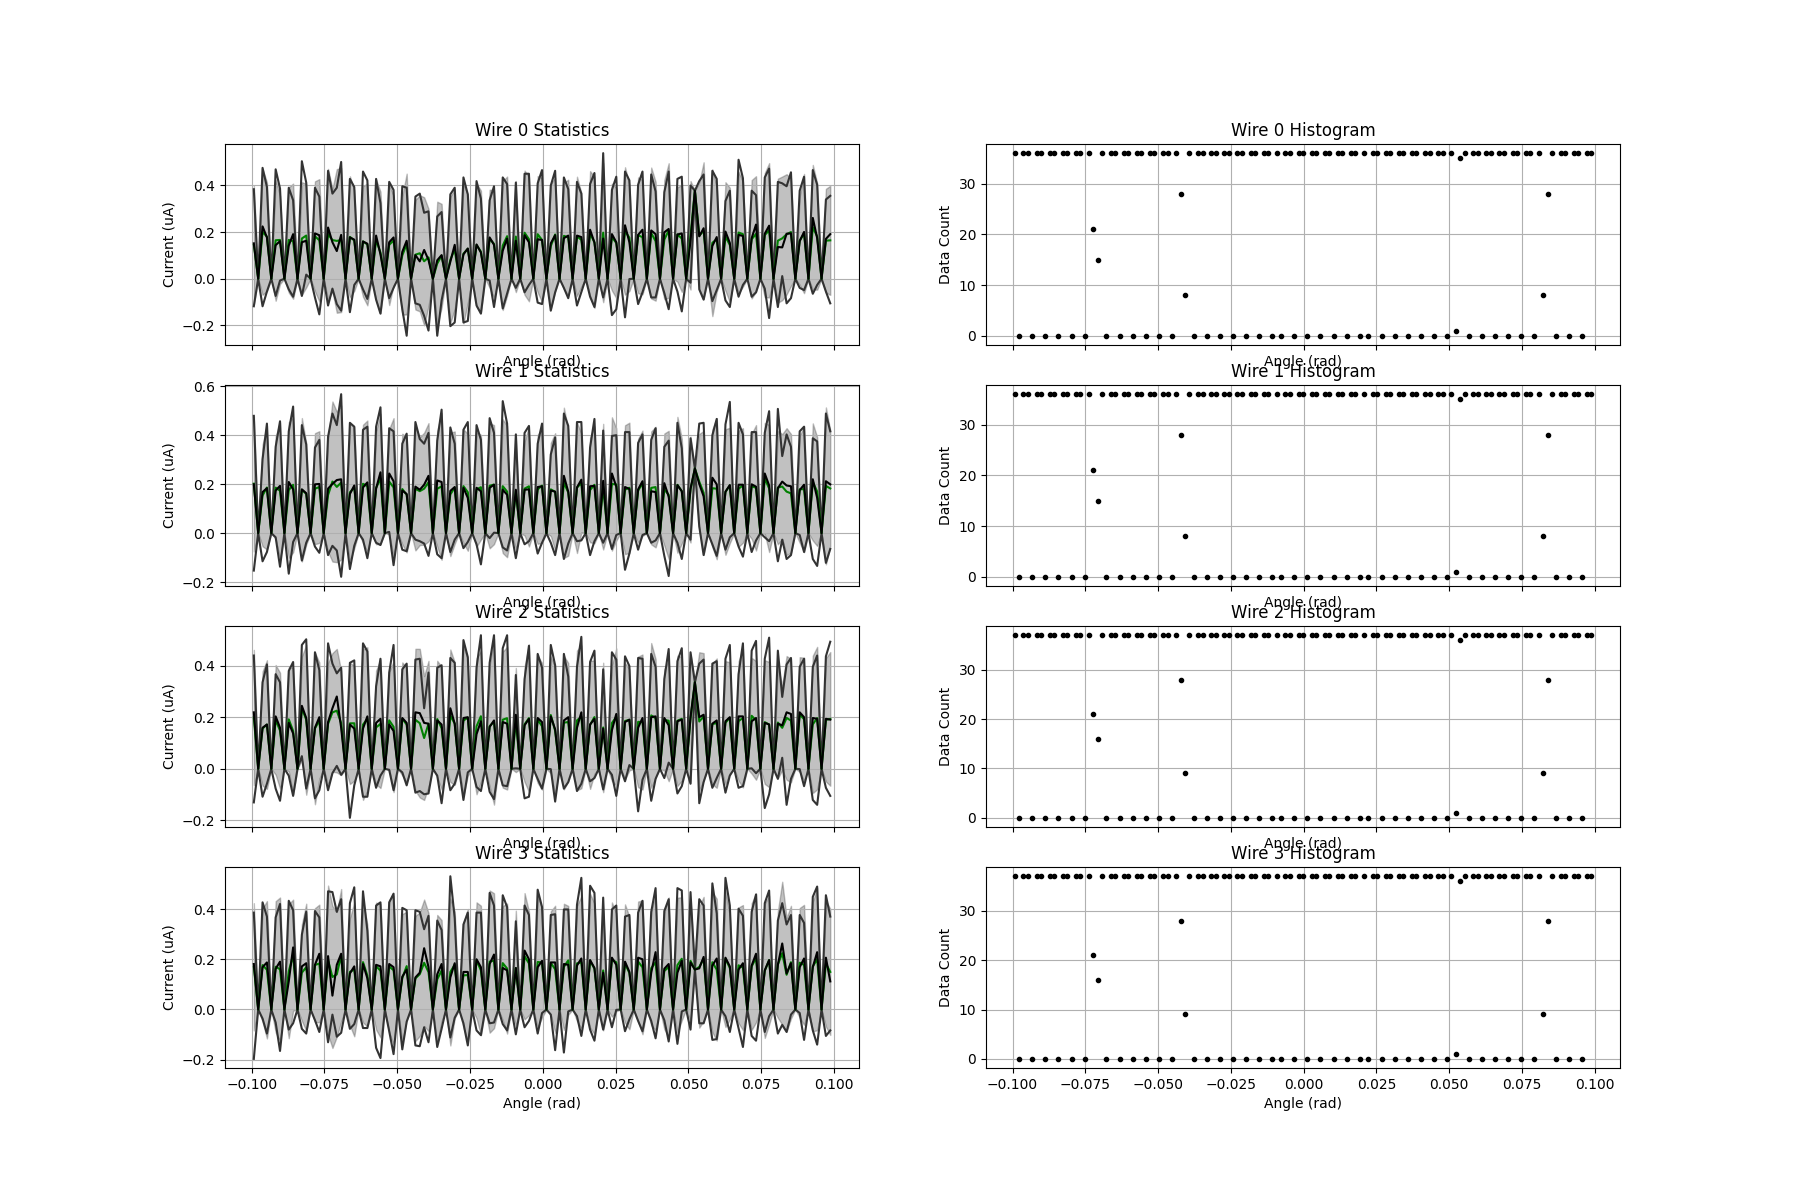 Wire 0 Statistics
Current (uA)
0.4
0.2
0.0
−0.2
Angle (rad)
Wire 0 Histogram
Data Count
30
20
10
0
Angle (rad)
Wire 1 Statistics
Current (uA)
0.6
0.4
0.2
0.0
−0.2
Angle (rad)
Wire 1 Histogram
Data Count
30
20
10
0
Angle (rad)
Wire 2 Statistics
Current (uA)
0.4
0.2
0.0
−0.2
Angle (rad)
Wire 2 Histogram
Data Count
30
20
10
0
Angle (rad)
Wire 3 Statistics
Current (uA)
0.4
0.2
0.0
−0.2
−0.100 −0.075 −0.050 −0.025 0.000 0.025 0.050 0.075 0.100
Angle (rad)
Wire 3 Histogram
Data Count
30
20
10
0
−0.100 −0.075 −0.050 −0.025 0.000 0.025 0.050 0.075 0.100
Angle (rad)